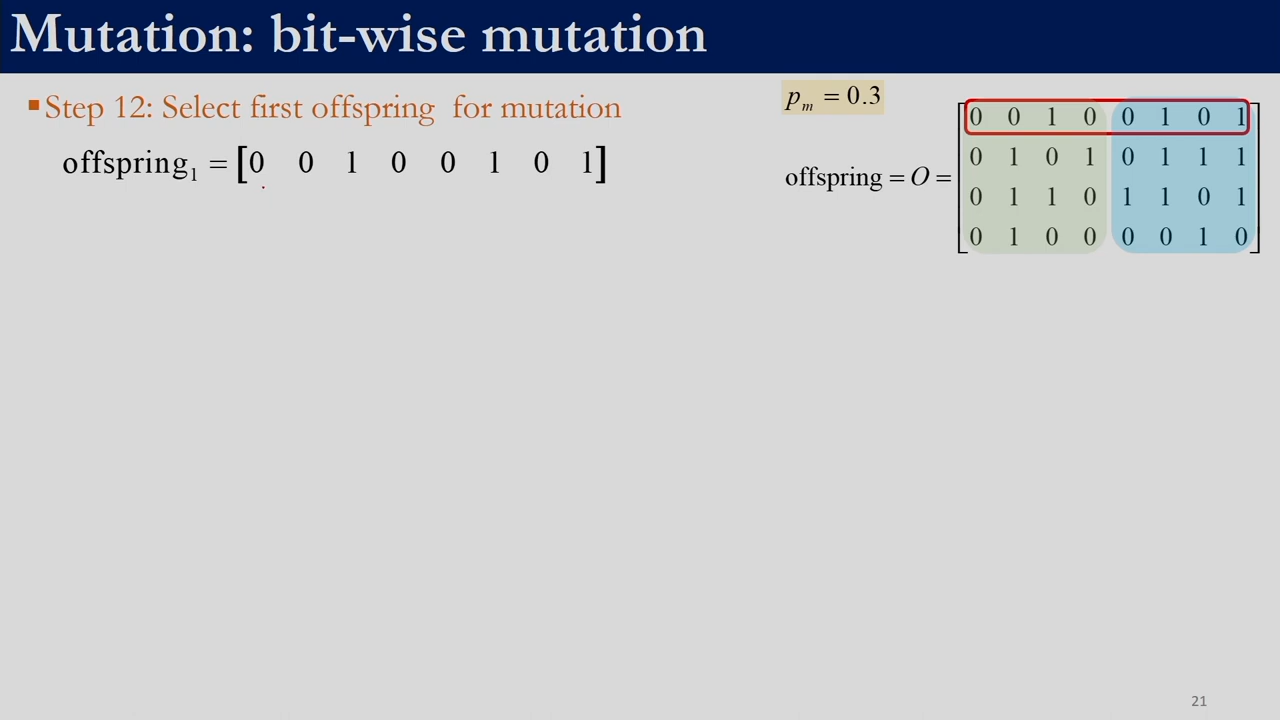 Mutation: bit-wise mutation
▪Step 12: Select first offspring for mutation
offspring₁ = [0 0 1 0 0 1 0 1]
pₘ = 0.3
offspring = O =
0 0 1 0 0 1 0 1
0 1 0 1 0 1 1 1
0 1 1 0 1 1 0 1
0 1 0 0 0 0 1 0
21